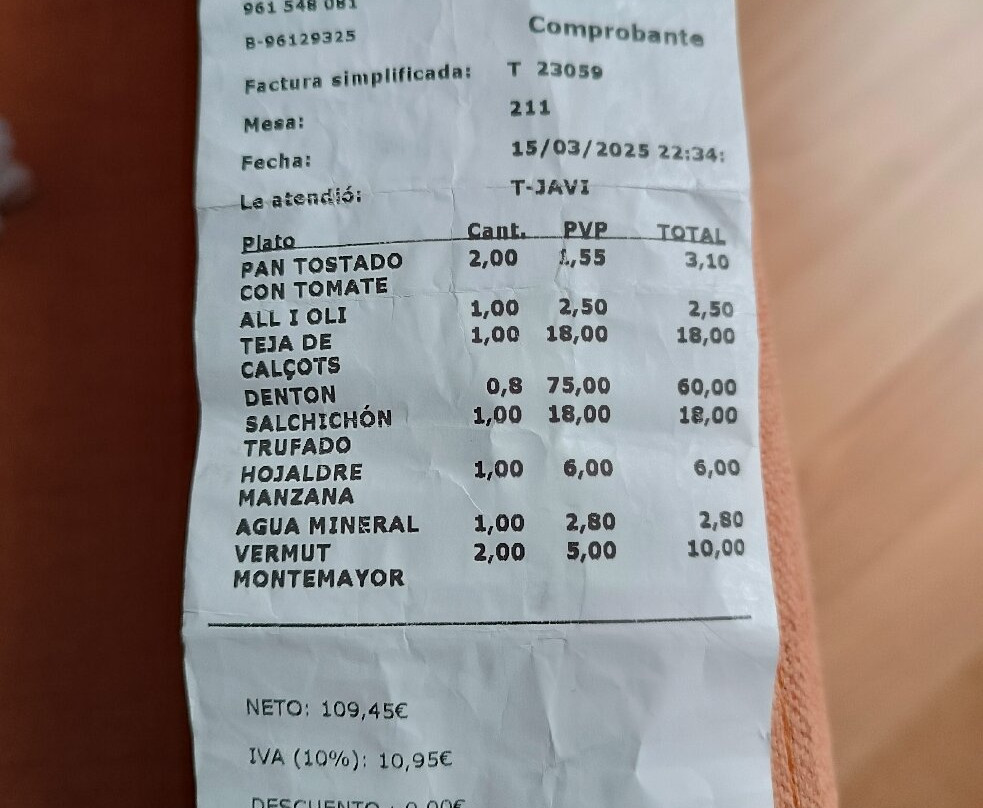 961 548 081
B-96129325
Comprobante
Factura simplificada: T 23059
Mesa: 211
Fecha: 15/03/2025 22:34:
Le atendió: T-JAVI
Plato Cant. PVP TOTAL
PAN TOSTADO 2,00 1,55 3,10
CON TOMATE
ALL I OLI 1,00 2,50 2,50
TEJA DE 1,00 18,00 18,00
CALÇOTS
DENTON 0,8 75,00 60,00
SALCHICHÓN 1,00 18,00 18,00
TRUFADO
HOJALDRE 1,00 6,00 6,00
MANZANA
AGUA MINERAL 1,00 2,80 2,80
VERMUT 2,00 5,00 10,00
MONTEMAYOR
NETO: 109,45€
IVA (10%): 10,95€
DESCUENTO : 0,00€